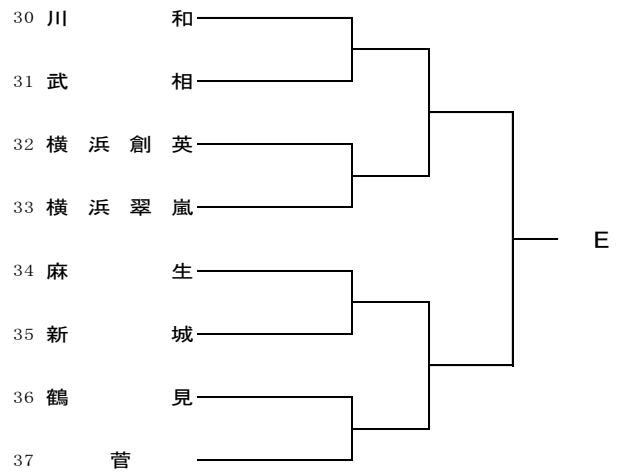 30 川和
31 武相
32 横浜創英
33 横浜翠嵐
E
34 麻生
35 新城
36 鶴見
37 菅